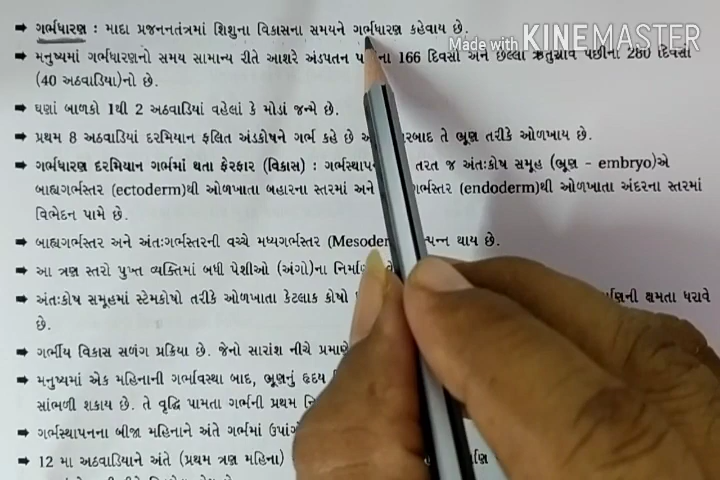 ➡ ગર્ભધારણ : માદા પ્રજનનતંત્રમાં શિશુના વિકાસના સમયને ગર્ભધારણ કહેવાય છે.
Made with KINEMASTER
➡ મનુષ્યમાં ગર્ભધારણનો સમય સામાન્ય રીતે આશરે અંડપતન ના 166 દિવસો અને છેલ્લા ઋતુસ્ત્રાવ પછીના 280 દિવસો
(40 અઠવાડિયા)નો છે.
➡ ઘણાં બાળકો 1થી 2 અઠવાડિયાં વહેલાં કે મોડાં જન્મે છે.
➡ પ્રથમ 8 અઠવાડિયાં દરમિયાન ફલિત અંડકોષને ગર્ભ કહે છે રબાદ તે ભૂણ તરીકે ઓળખાય છે.
➡ ગર્ભધારણ દરમિયાન ગર્ભમાં થતા ફેરફાર (વિકાસ) : ગર્ભસ્થાપ તરત જ અંતઃકોષ સમૂહ (ભૂણ - embryo)એ
બાહ્યગર્ભસ્તર (ectoderm)થી ઓળખાતા બહારના સ્તરમાં અને ગર્ભસ્તર (endoderm)થી ઓળખાતા અંદરના સ્તરમાં
વિભેદન પામે છે.
➡ બાહ્યગર્ભસ્તર અને અંતઃગર્ભસ્તરની વચ્ચે મધ્યગર્ભસ્તર (Mesoder ન્ન થાય છે.
➡ આ ત્રણ સ્તરો પુખ્ત વ્યક્તિમાં બધી પેશીઓ (અંગો)ના નિર્મા
➡ અંતઃકોષ સમૂહમાં સ્ટેમકોષો તરીકે ઓળખાતા કેટલાક કોષો ર્માણની ક્ષમતા ધરાવે
છે.
➡ ગર્ભીય વિકાસ સળંગ પ્રક્રિયા છે. જેનો સારાંશ નીચે પ્રમાણે
➡ મનુષ્યમાં એક મહિનાની ગર્ભાવસ્થા બાદ, ભૂણનું હૃદય
સાંભળી શકાય છે. તે વૃદ્ધિ પામતા ગર્ભની પ્રથમ નિ
➡ ગર્ભસ્થાપનના બીજા મહિનાને અંતે ગર્ભમાં ઉપાંગો
➡ 12 મા અઠવાડિયાને અંતે (પ્રથમ ત્રણ મહિના)